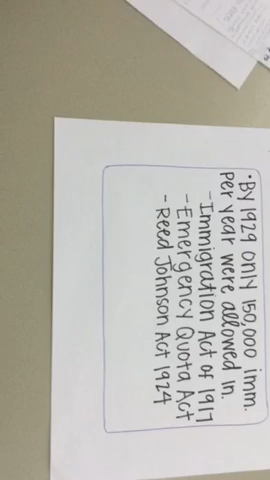 • By 1929 only 150,000 imm.
per year were allowed in.
- Immigration Act of 1917
- Emergency Quota Act
- Reed Johnson Act 1924